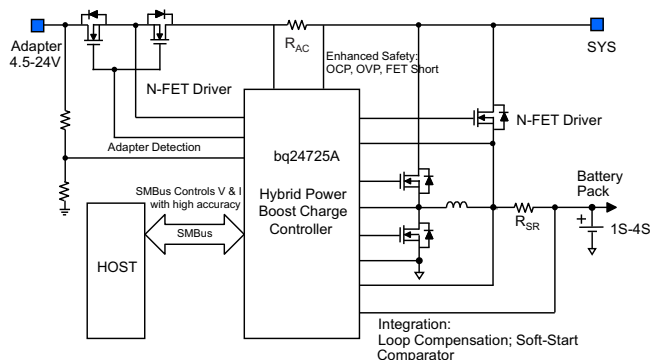 Adapter
4.5-24V
R_AC
SYS
Enhanced Safety:
OCP, OVP, FET Short
N-FET Driver
N-FET Driver
Adapter Detection
bq24725A
Hybrid Power
Boost Charge
Controller
SMBus Controls V & I
with high accuracy
SMBus
HOST
Battery
Pack
R_SR
+
1S-4S
Integration:
Loop Compensation; Soft-Start
Comparator